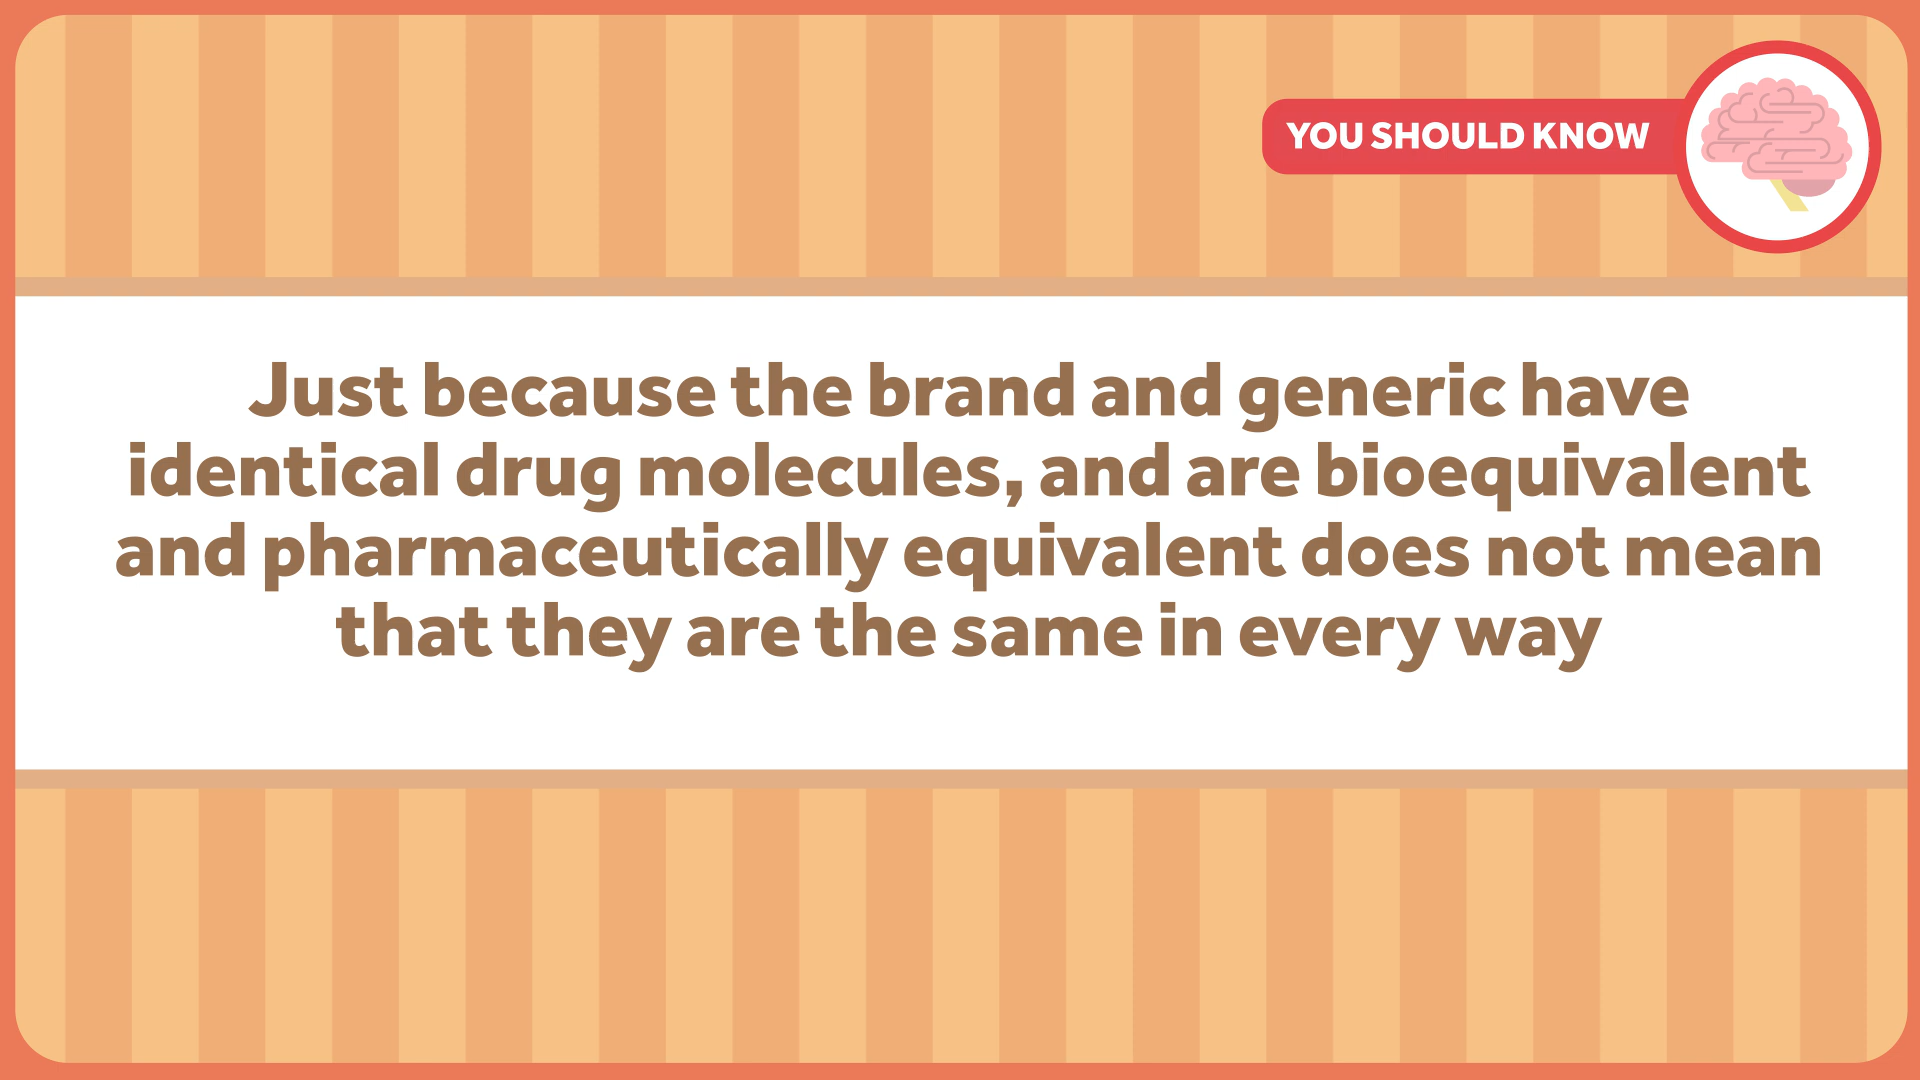 YOU SHOULD KNOW
Just because the brand and generic have
identical drug molecules, and are bioequivalent
and pharmaceutically equivalent does not mean
that they are the same in every way